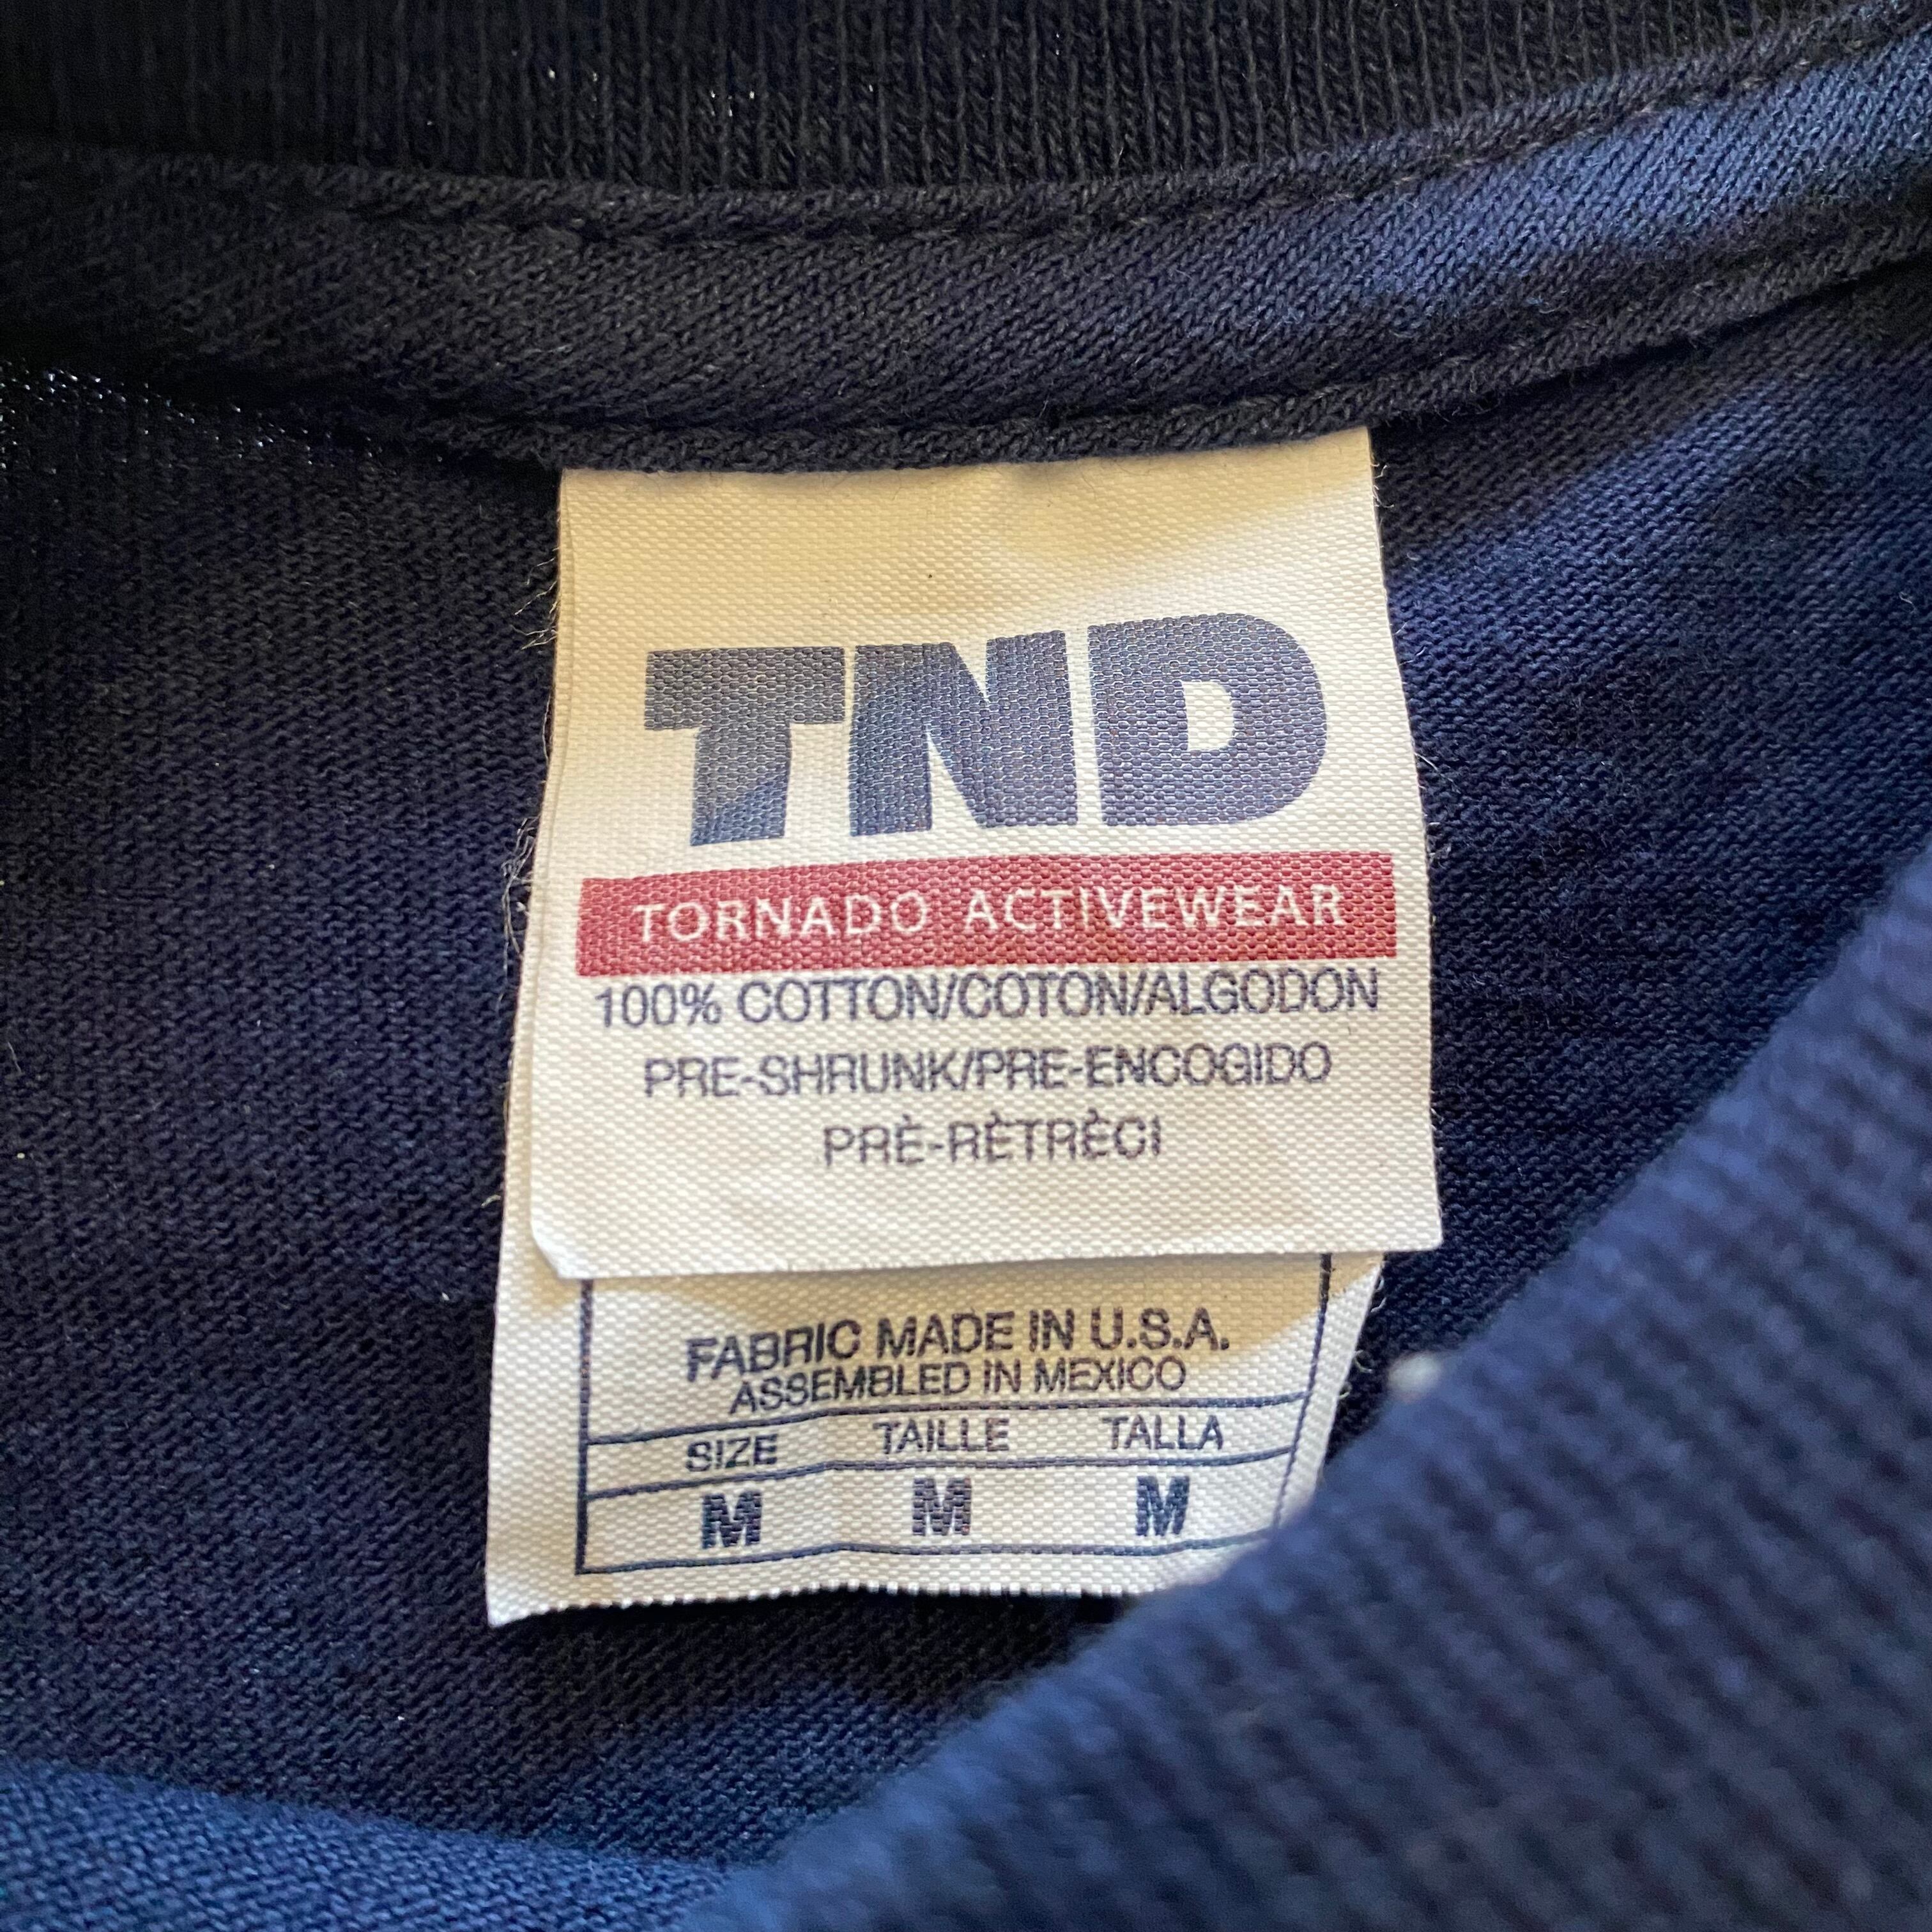 TND
TORNADO ACTIVEWEAR
100% COTTON/COTON/ALGODON
PRE-SHRUNK/PRE-ENCOGIDO
PRÈ-RÈTRÈCI
FABRIC MADE IN U.S.A.
ASSEMBLED IN MEXICO
SIZE TAILLE TALLA
M M M